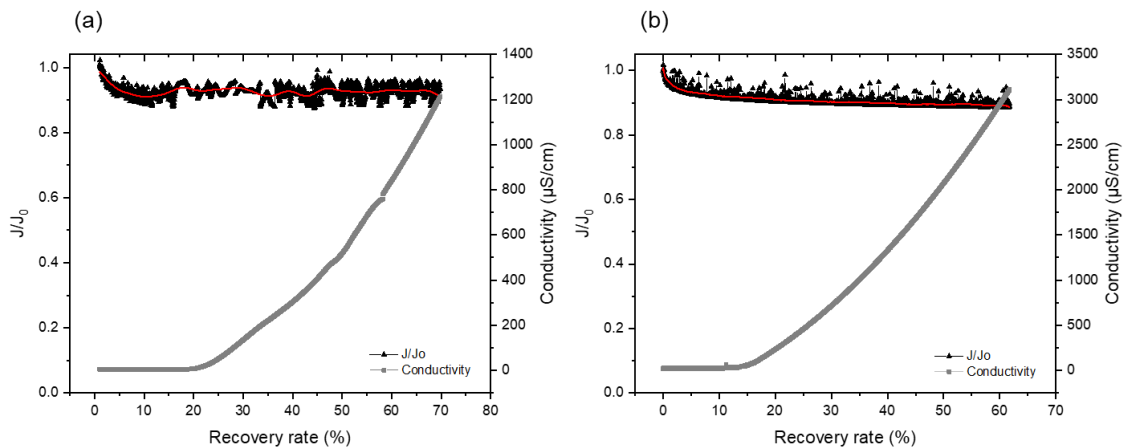 (a)
(b)
J/J₀
1.0
0.8
0.6
0.4
0.2
0.0
1400
1200
1000
800
600
400
200
0
Conductivity (µS/cm)
J/Jo
Conductivity
0 10 20 30 40 50 60 70 80
Recovery rate (%)
J/J₀
1.0
0.8
0.6
0.4
0.2
0.0
3500
3000
2500
2000
1500
1000
500
0
Conductivity (µS/cm)
J/Jo
Conductivity
0 10 20 30 40 50 60 70
Recovery rate (%)